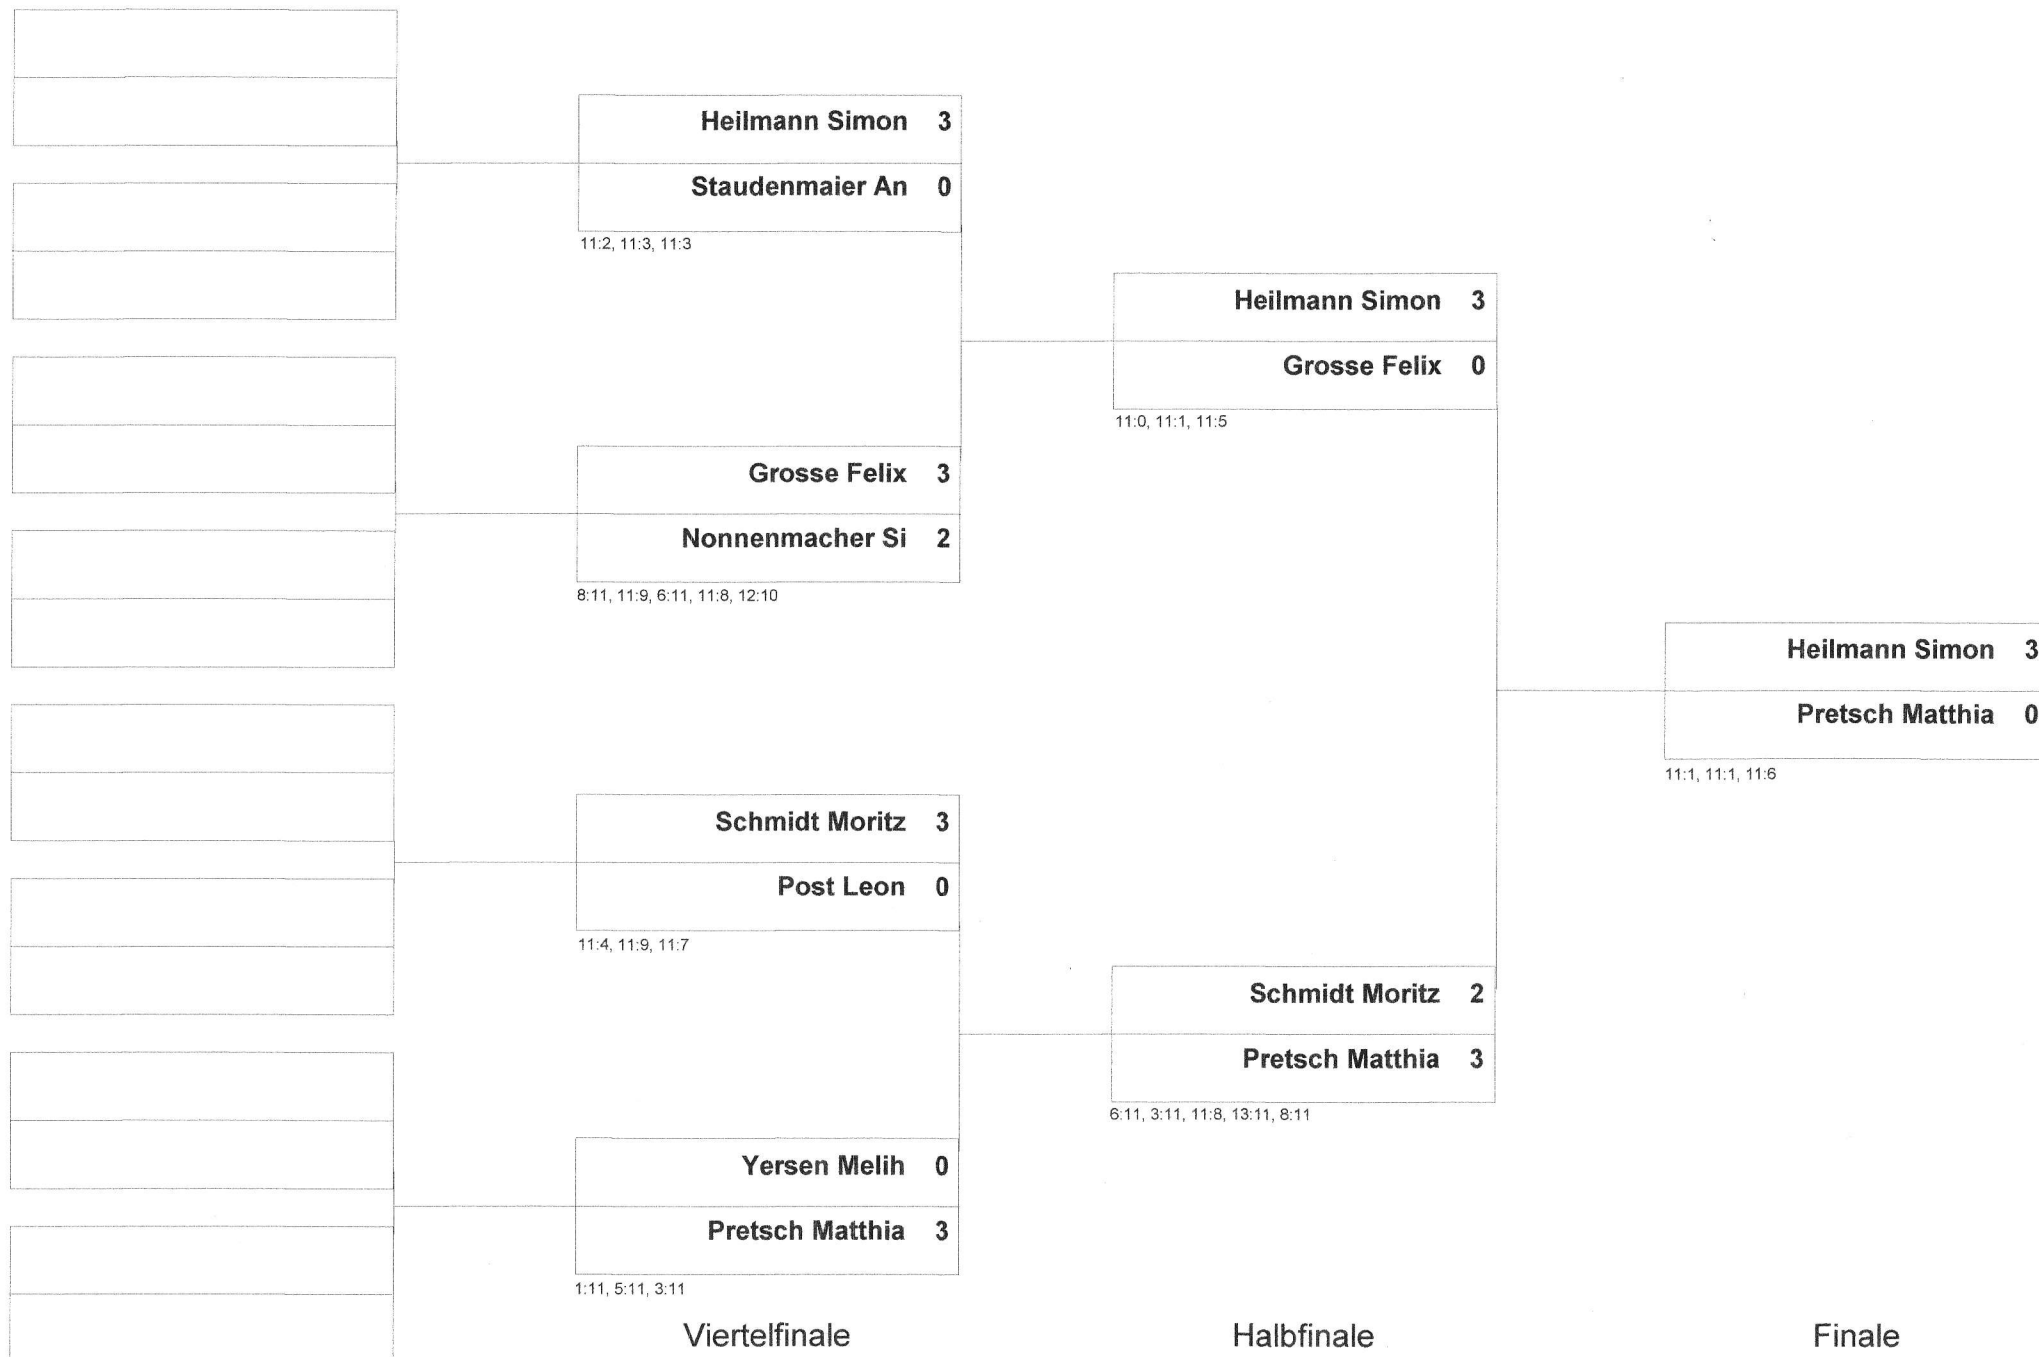 Heilmann Simon 3
Staudenmaier An 0
11:2, 11:3, 11:3
Grosse Felix 3
Nonnenmacher Si 2
8:11, 11:9, 6:11, 11:8, 12:10
Schmidt Moritz 3
Post Leon 0
11:4, 11:9, 11:7
Yersen Melih 0
Pretsch Matthia 3
1:11, 5:11, 3:11
Viertelfinale
Heilmann Simon 3
Grosse Felix 0
11:0, 11:1, 11:5
Schmidt Moritz 2
Pretsch Matthia 3
6:11, 3:11, 11:8, 13:11, 8:11
Halbfinale
Heilmann Simon 3
Pretsch Matthia 0
11:1, 11:1, 11:6
Finale